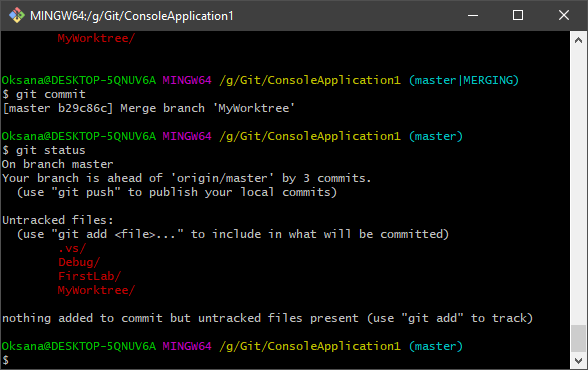 MINGW64:/g/Git/ConsoleApplication1
MyWorktree/
Oksana@DESKTOP-5QNUV6A MINGW64 /g/Git/ConsoleApplication1 (master|MERGING)
$ git commit
[master b29c86c] Merge branch 'MyWorktree'
Oksana@DESKTOP-5QNUV6A MINGW64 /g/Git/ConsoleApplication1 (master)
$ git status
On branch master
Your branch is ahead of 'origin/master' by 3 commits.
(use "git push" to publish your local commits)
Untracked files:
(use "git add <file>..." to include in what will be committed)
.vs/
Debug/
FirstLab/
MyWorktree/
nothing added to commit but untracked files present (use "git add" to track)
Oksana@DESKTOP-5QNUV6A MINGW64 /g/Git/ConsoleApplication1 (master)
$